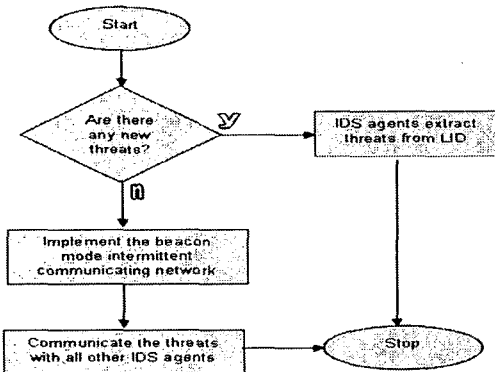 Start
Are there
any new
threats?
y
IDS agents extract
threats from LID
n
Implement the beacon
mode intermittent
communicating network
Communicate the threats
with all other IDS agents
Stop